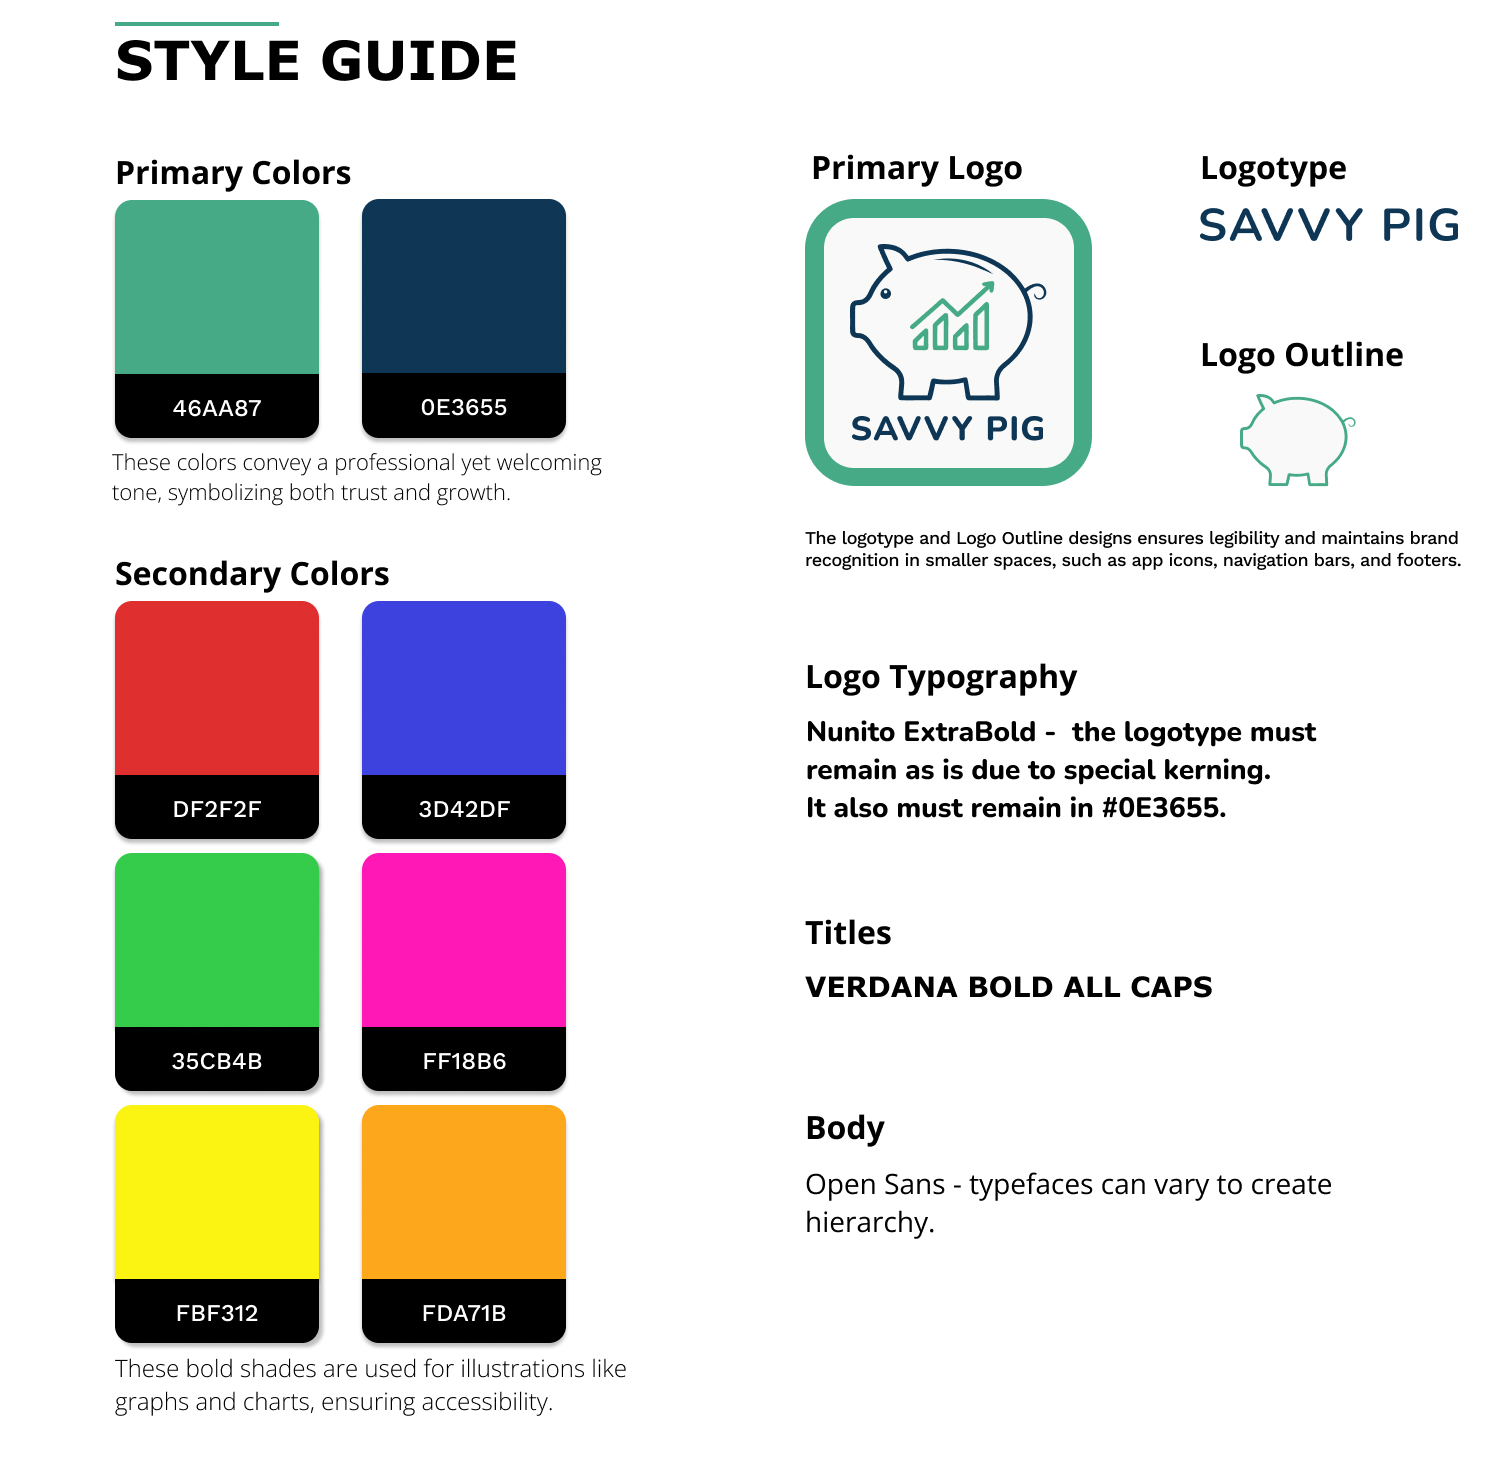 STYLE GUIDE
Primary Colors
46AA87
0E3655
These colors convey a professional yet welcoming
tone, symbolizing both trust and growth.
Secondary Colors
DF2F2F
3D42DF
35CB4B
FF18B6
FBF312
FDA71B
These bold shades are used for illustrations like
graphs and charts, ensuring accessibility.
Primary Logo
SAVVY PIG
Logotype
SAVVY PIG
Logo Outline
The logotype and Logo Outline designs ensures legibility and maintains brand
recognition in smaller spaces, such as app icons, navigation bars, and footers.
Logo Typography
Nunito ExtraBold -  the logotype must
remain as is due to special kerning.
It also must remain in #0E3655.
Titles
VERDANA BOLD ALL CAPS
Body
Open Sans - typefaces can vary to create
hierarchy.